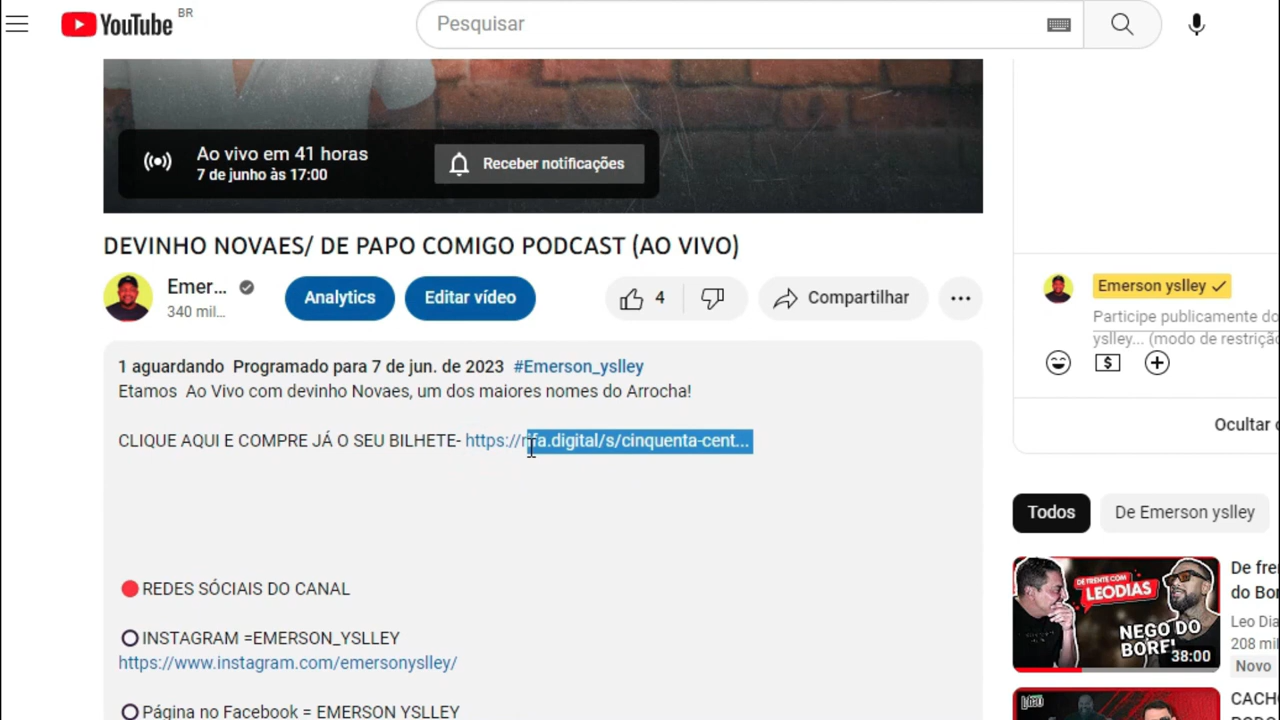 YouTube BR
Pesquisar
Ao vivo em 41 horas
7 de junho às 17:00
Receber notificações
DEVINHO NOVAES/ DE PAPO COMIGO PODCAST (AO VIVO)
Emer...
340 mil...
Analytics
Editar vídeo
4
Compartilhar
1 aguardando Programado para 7 de jun. de 2023 #Emerson_yslley
Etamos Ao Vivo com devinho Novaes, um dos maiores nomes do Arrocha!
CLIQUE AQUI E COMPRE JÁ O SEU BILHETE- https://rifa.digital/s/cinquenta-cent...
REDES SÓCIAIS DO CANAL
INSTAGRAM =EMERSON_YSLLEY
https://www.instagram.com/emersonyslley/
Página no Facebook = EMERSON YSLLEY
Emerson yslley
Participe publicamente do
yslley... (modo de restriçã
Ocultar
Todos
De Emerson yslley
DE FRENTE COM
LEODIAS
NEGO DO
BOREL
38:00
De fre
do Bor
Leo Dia
208 mil
Novo
CACH